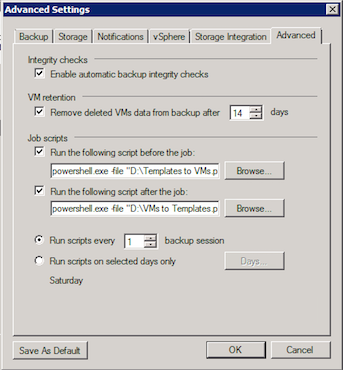 Advanced Settings
Backup Storage Notifications vSphere Storage Integration Advanced
Integrity checks
Enable automatic backup integrity checks
VM retention
Remove deleted VMs data from backup after 14 days
Job scripts
Run the following script before the job:
powershell.exe -file "D:\Templates to VMs.p Browse...
Run the following script after the job:
powershell.exe -file "D:\VMs to Templates.p Browse...
Run scripts every 1 backup session
Run scripts on selected days only Days...
Saturday
Save As Default OK Cancel